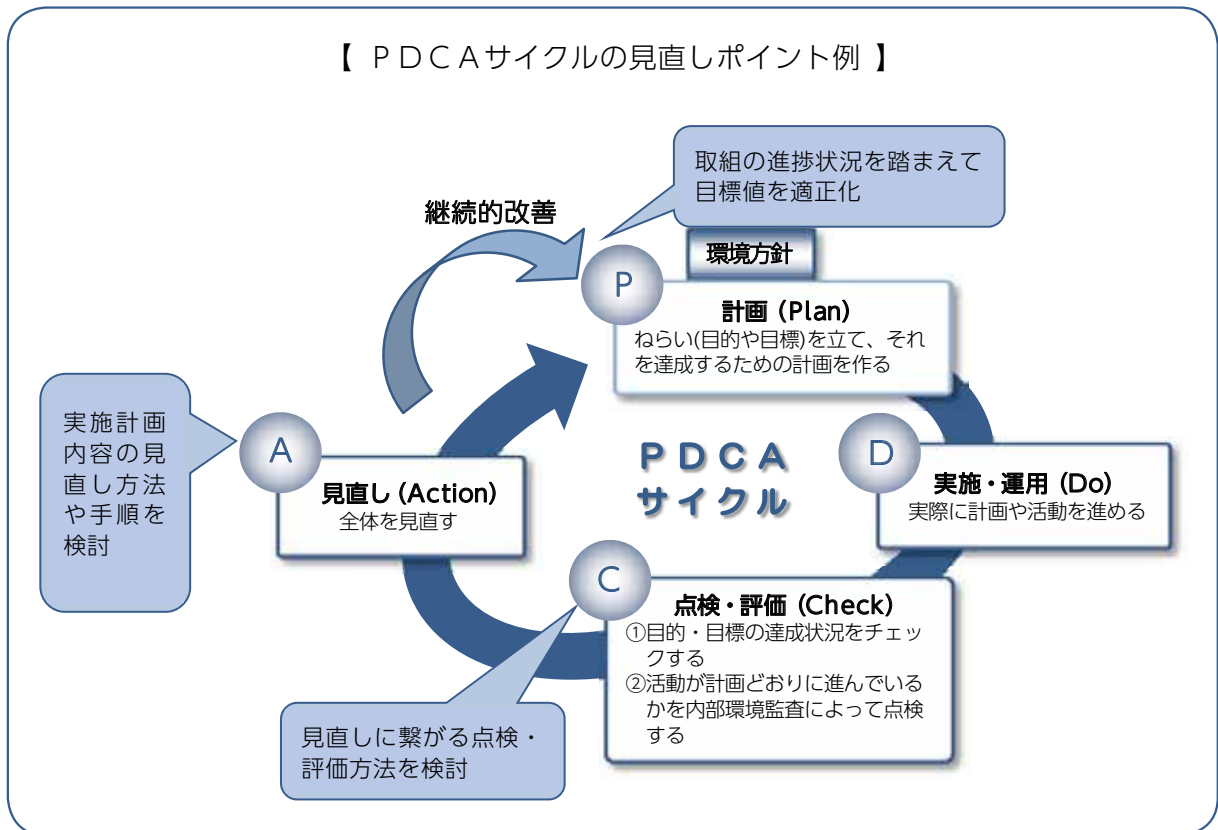 【 ＰＤＣＡサイクルの見直しポイント例 】
取組の進捗状況を踏まえて
目標値を適正化
継続的改善
環境方針
P
計画（Plan）
ねらい(目的や目標)を立て、それ
を達成するための計画を作る
実施計画
内容の見
直し方法
や手順を
検討
A
見直し（Action）
全体を見直す
ＰＤＣＡ
サイクル
D
実施・運用（Do）
実際に計画や活動を進める
C
点検・評価（Check）
①目的・目標の達成状況をチェッ
クする
②活動が計画どおりに進んでいる
かを内部環境監査によって点検
する
見直しに繋がる点検・
評価方法を検討